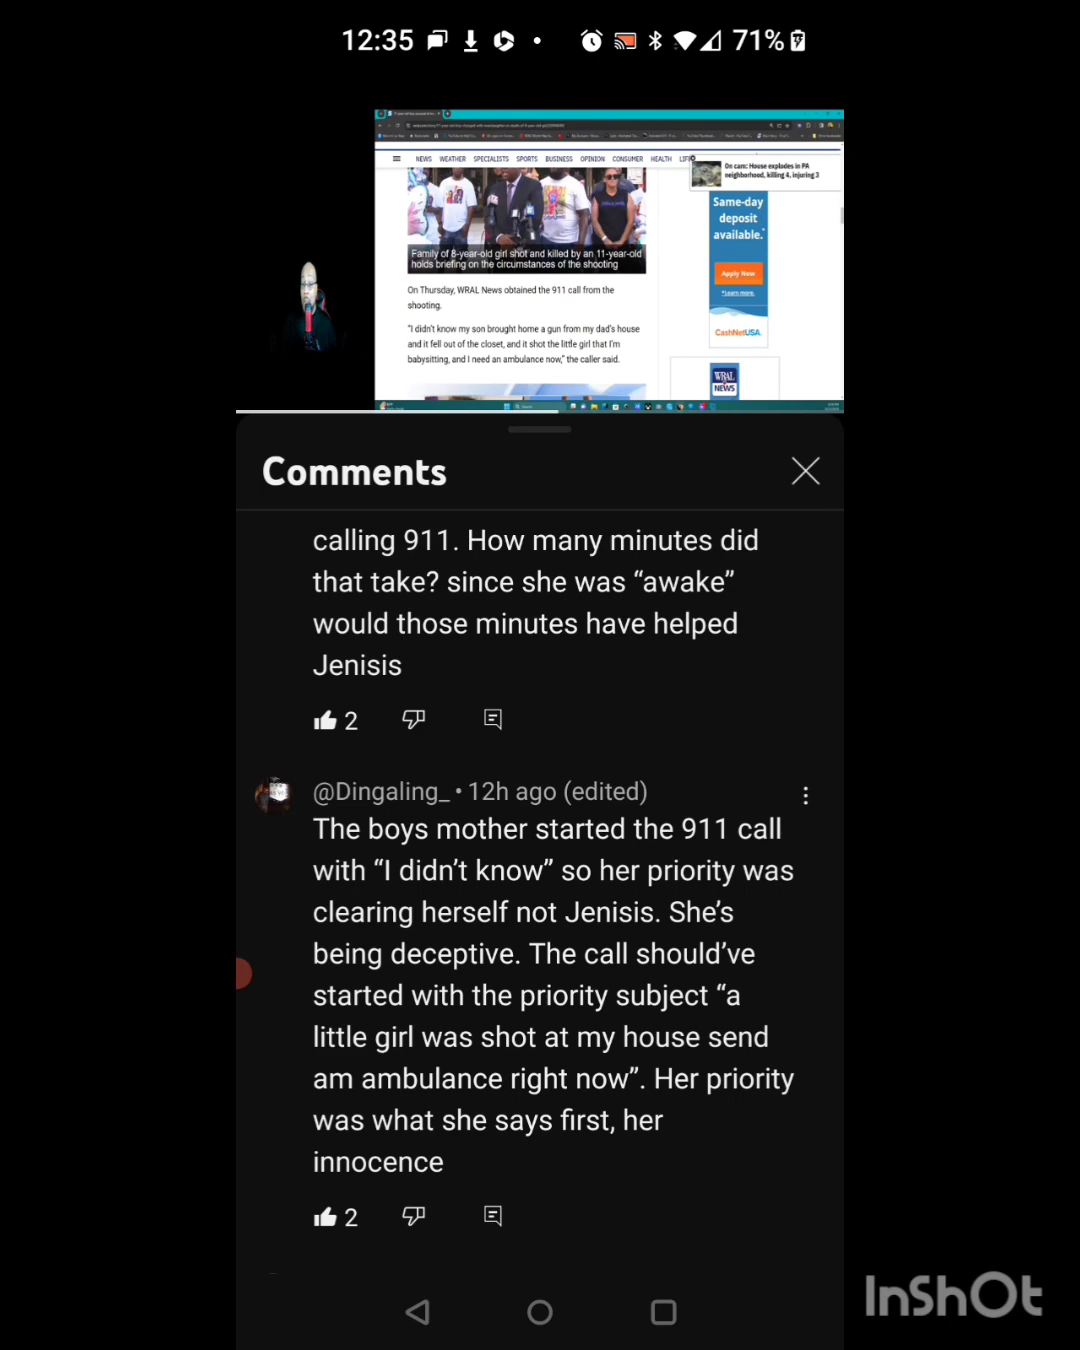 12:35
71%
NEWS WEATHER SPECIALISTS SPORTS BUSINESS OPINION CONSUMER HEALTH
On cam: House explodes in PA
neighborhood, killing 4, injuring 3
Same-day
deposit
available.*
Apply Now
*Learn more.
CashNetUSA.
Family of 8-year-old girl shot and killed by an 11-year-old
holds briefing on the circumstances of the shooting
On Thursday, WRAL News obtained the 911 call from the
shooting.
"I didn't know my son brought home a gun from my dad's house
and it fell out of the closet, and it shot the little girl that I'm
babysitting, and I need an ambulance now," the caller said.
WRAL
NEWS
Comments
calling 911. How many minutes did
that take? since she was “awake”
would those minutes have helped
Jenisis
2
@Dingaling_ • 12h ago (edited)
The boys mother started the 911 call
with “I didn’t know” so her priority was
clearing herself not Jenisis. She’s
being deceptive. The call should’ve
started with the priority subject “a
little girl was shot at my house send
am ambulance right now”. Her priority
was what she says first, her
innocence
2
InShOt